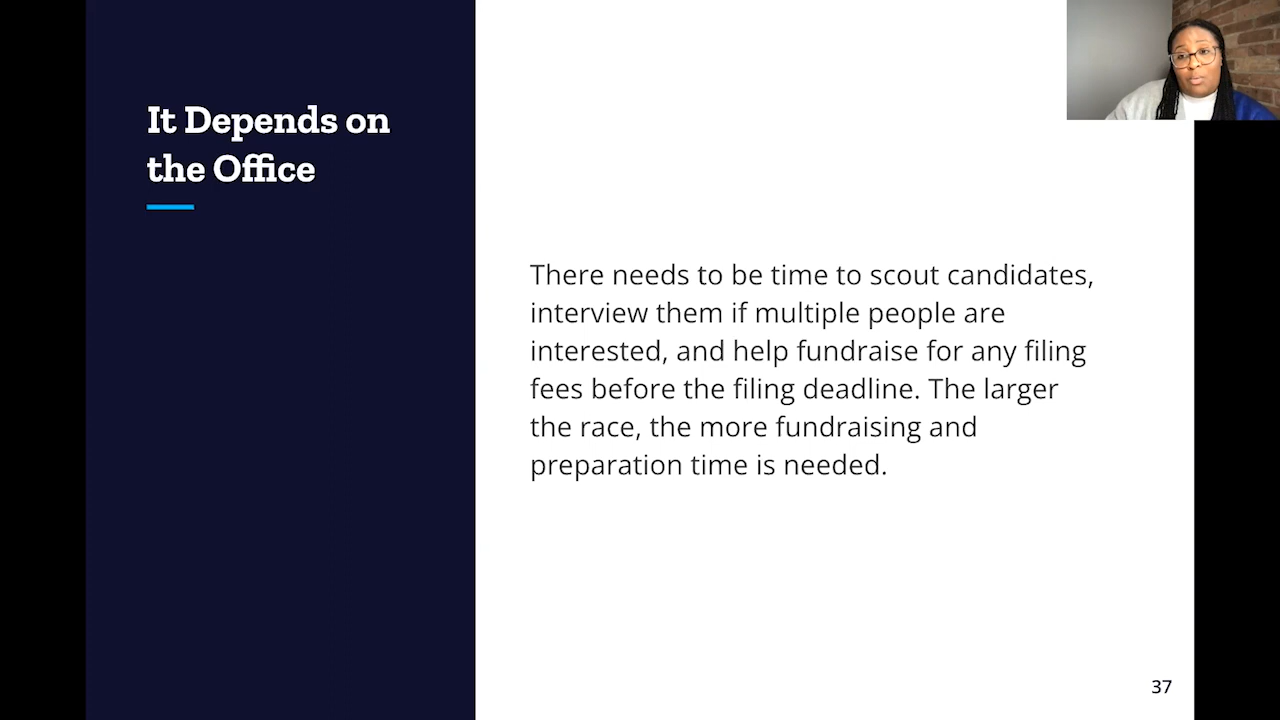 It Depends on
the Office
There needs to be time to scout candidates,
interview them if multiple people are
interested, and help fundraise for any filing
fees before the filing deadline. The larger
the race, the more fundraising and
preparation time is needed.
37